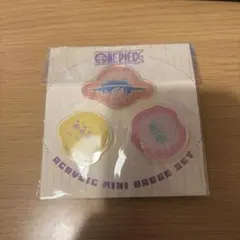 ONE PIECE
ACRYLIC MINI BADGE SET